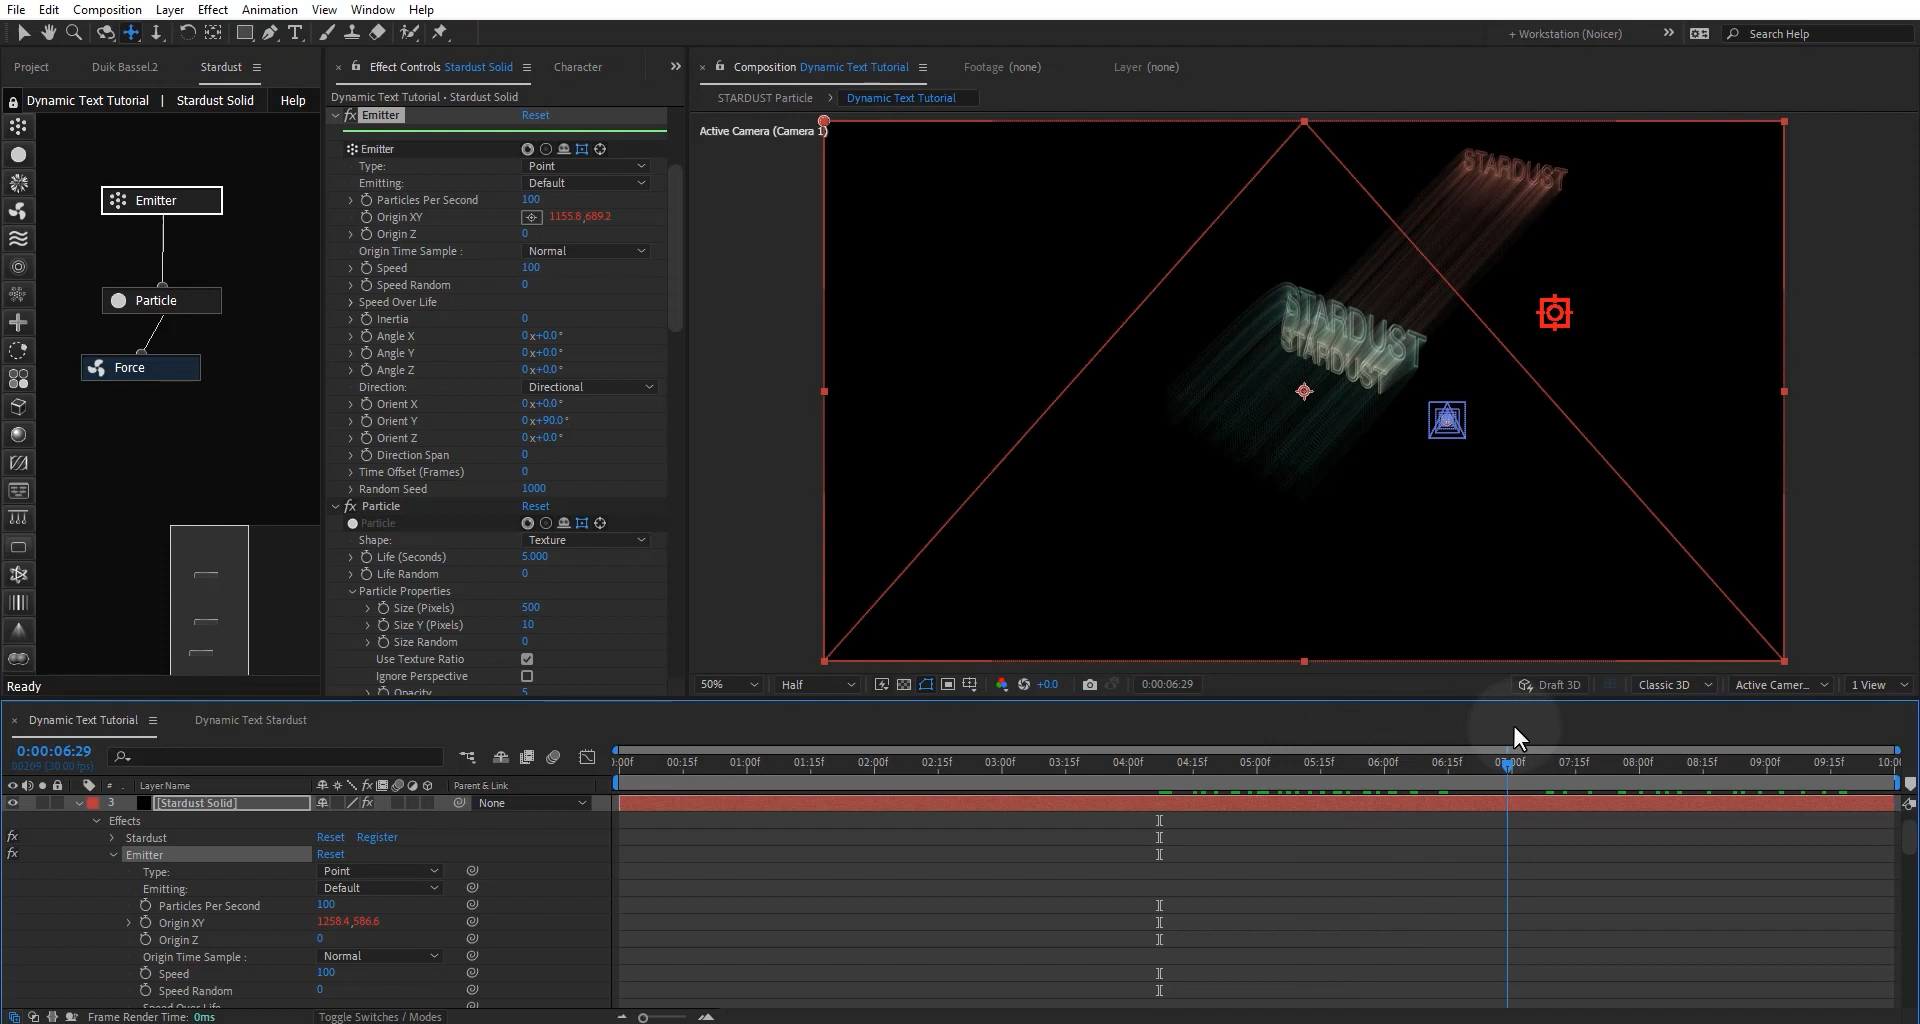 File Edit Composition Layer Effect Animation View Window Help
+ Workstation (Noicer)
Search Help
Project
Duik Bassel.2
Stardust
Effect Controls Stardust Solid
Character
Composition Dynamic Text Tutorial
Footage (none)
Layer (none)
Dynamic Text Tutorial | Stardust Solid Help
Dynamic Text Tutorial • Stardust Solid
STARDUST Particle
Dynamic Text Tutorial
Active Camera (Camera 1)
Emitter
Particle
Force
Ready
fx Emitter Reset
Emitter
Type: Point
Emitting: Default
Particles Per Second 100
Origin XY 1155.8,689.2
Origin Z 0
Origin Time Sample : Normal
Speed 100
Speed Random 0
Speed Over Life
Inertia 0
Angle X 0x+0.0°
Angle Y 0x+0.0°
Angle Z 0x+0.0°
Direction: Directional
Orient X 0x+0.0°
Orient Y 0x+90.0°
Orient Z 0x+0.0°
Direction Span 0
Time Offset (Frames) 0
Random Seed 1000
fx Particle Reset
Particle
Shape: Texture
Life (Seconds) 5.000
Life Random 0
Particle Properties
Size (Pixels) 500
Size Y (Pixels) 10
Size Random 0
Use Texture Ratio
Ignore Perspective
Opacity 5
STARDUST
STARDUST
STARDUST
50% Half +0.0 0:00:06:29 Draft 3D Classic 3D Active Camer... 1 View
Dynamic Text Tutorial
Dynamic Text Stardust
0:00:06:29
00209 (30.00 fps)
:00f 00:15f 01:00f 01:15f 02:00f 02:15f 03:00f 03:15f 04:00f 04:15f 05:00f 05:15f 06:00f 06:15f 07:00f 07:15f 08:00f 08:15f 09:00f 09:15f 10:0
# . Layer Name Parent & Link
3 [Stardust Solid] None
Effects
fx Stardust Reset Register
fx Emitter Reset
Type: Point
Emitting: Default
Particles Per Second 100
Origin XY 1258.4,586.6
Origin Z 0
Origin Time Sample : Normal
Speed 100
Speed Random 0
Speed Over Life
Frame Render Time: 0ms
Toggle Switches / Modes